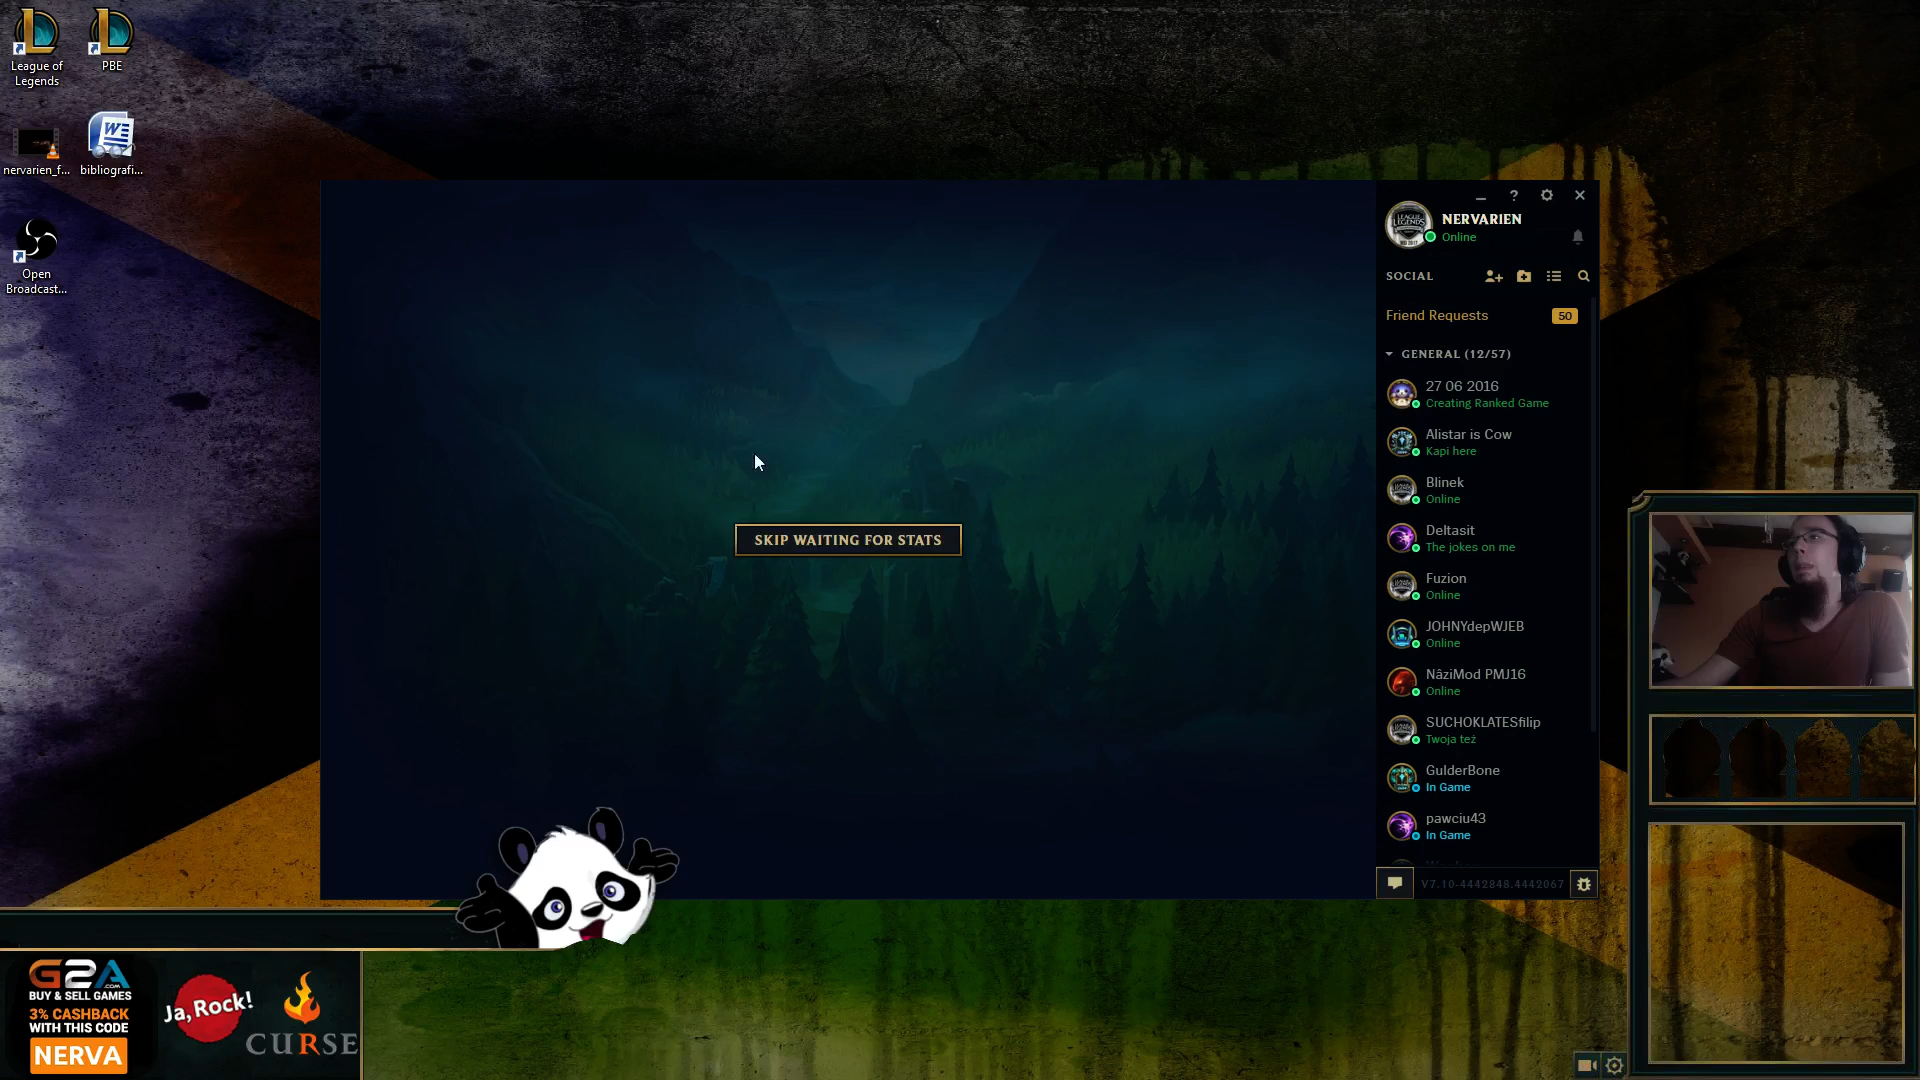 League of
Legends
PBE
nervarien_f...
bibliografi...
Open
Broadcast...
NERVARIEN
Online
SOCIAL
Friend Requests
50
GENERAL (12/57)
27 06 2016
Creating Ranked Game
Alistar is Cow
Kapi here
Blinek
Online
Deltasit
The jokes on me
Fuzion
Online
JOHNYdepWJEB
Online
NâziMod PMJ16
Online
SUCHOKLATESfilip
Twoja też
GulderBone
In Game
pawciu43
In Game
V7.10-4442848.4442067
SKIP WAITING FOR STATS
G2A
.COM
BUY & SELL GAMES
3% CASHBACK
WITH THIS CODE
NERVA
Ja, Rock!
CURSE